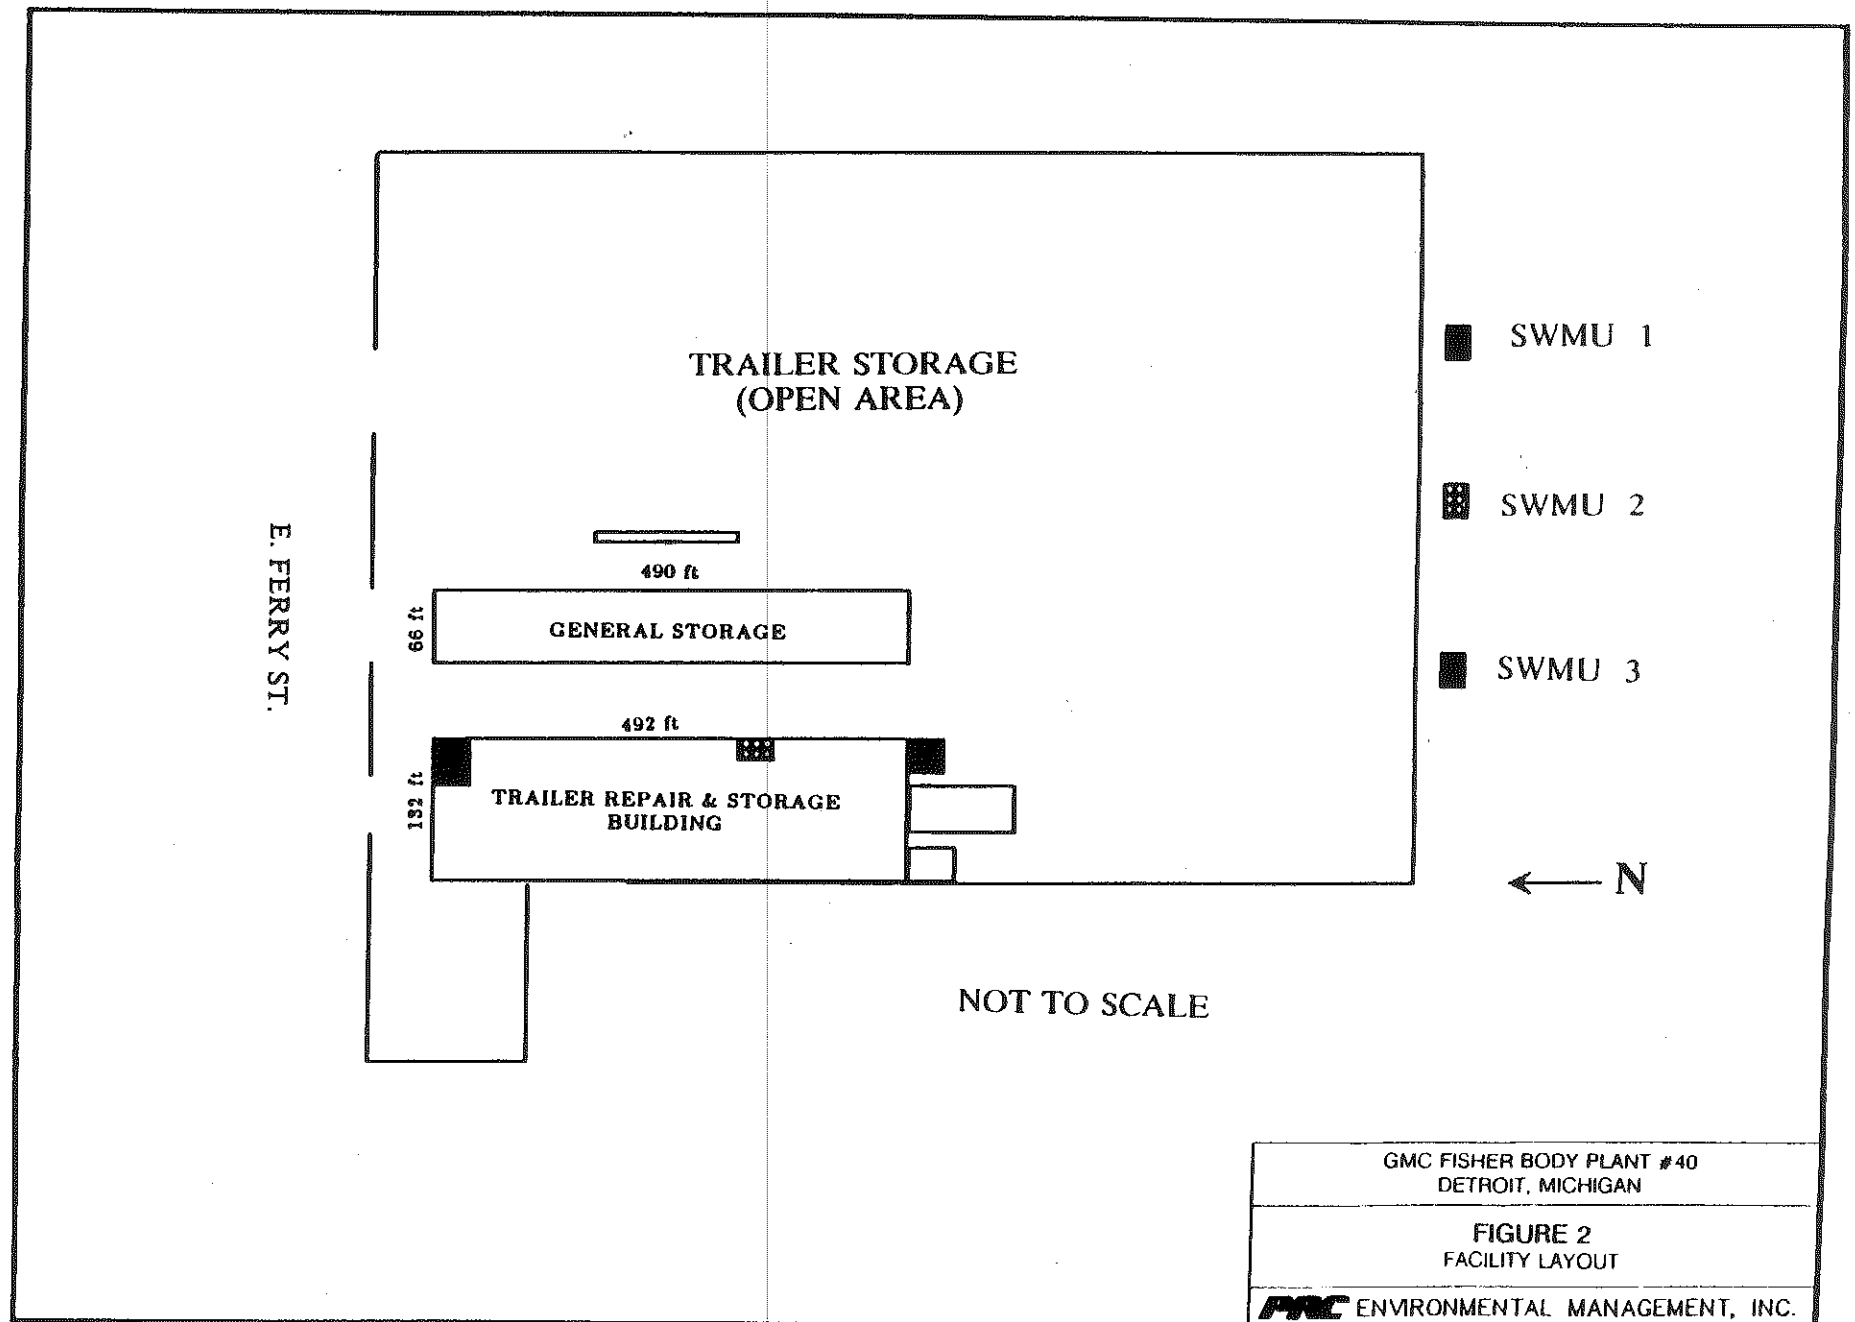 TRAILER STORAGE
(OPEN AREA)
SWMU 1
SWMU 2
SWMU 3
E. FERRY ST.
490 ft
66 ft
GENERAL STORAGE
492 ft
132 ft
TRAILER REPAIR & STORAGE
BUILDING
N
NOT TO SCALE
GMC FISHER BODY PLANT #40
DETROIT, MICHIGAN
FIGURE 2
FACILITY LAYOUT
PRC ENVIRONMENTAL MANAGEMENT, INC.